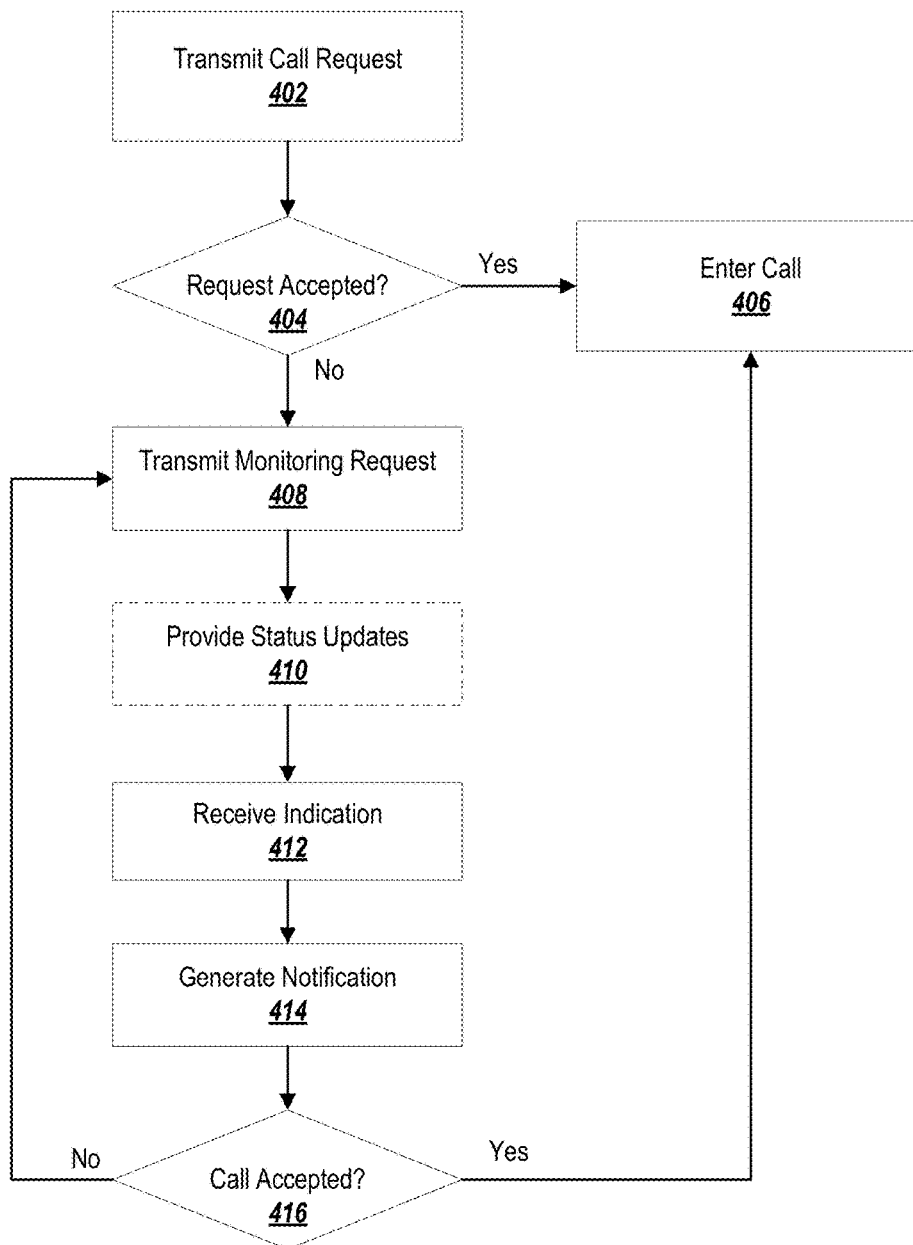 Transmit Call Request
402
Request Accepted?
404
Yes
Enter Call
406
No
Transmit Monitoring Request
408
Provide Status Updates
410
Receive Indication
412
Generate Notification
414
No
Call Accepted?
416
Yes